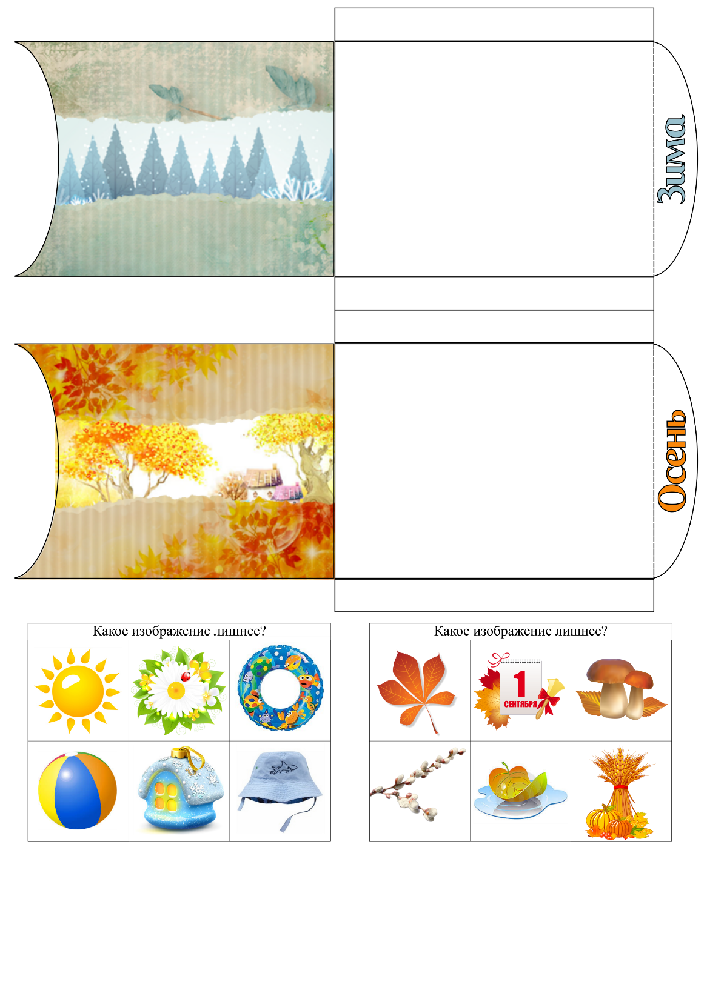 Зима
Осень
Какое изображение лишнее?
Какое изображение лишнее?
1
СЕНТЯБРЯ